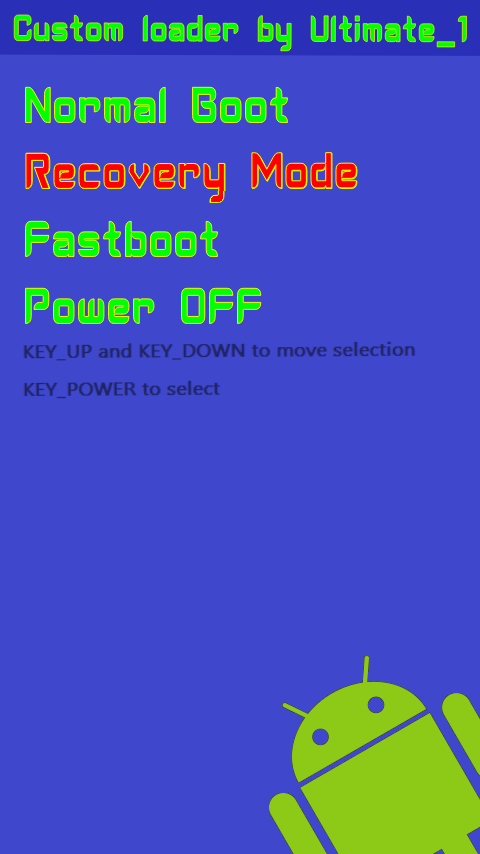 Custom loader by Ultimate_1
Normal Boot
Recovery Mode
Fastboot
Power OFF
KEY_UP and KEY_DOWN to move selection
KEY_POWER to select